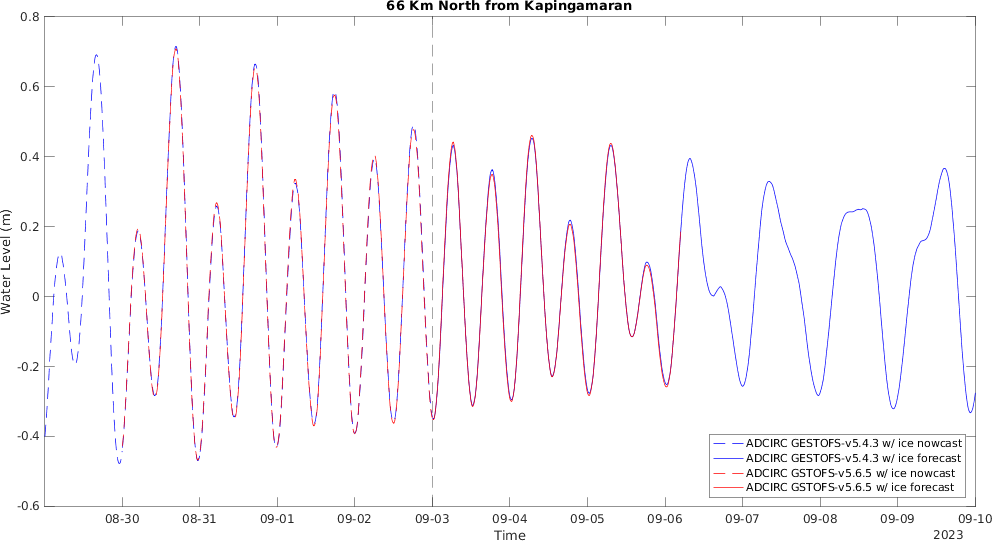 66 Km North from Kapingamaran
0.8
0.6
0.4
0.2
0
-0.2
-0.4
-0.6
Water Level (m)
08-30 08-31 09-01 09-02 09-03 09-04 09-05 09-06 09-07 09-08 09-09 09-10
Time
2023
ADCIRC GESTOFS-v5.4.3 w/ ice nowcast
ADCIRC GESTOFS-v5.4.3 w/ ice forecast
ADCIRC GSTOFS-v5.6.5 w/ ice nowcast
ADCIRC GSTOFS-v5.6.5 w/ ice forecast